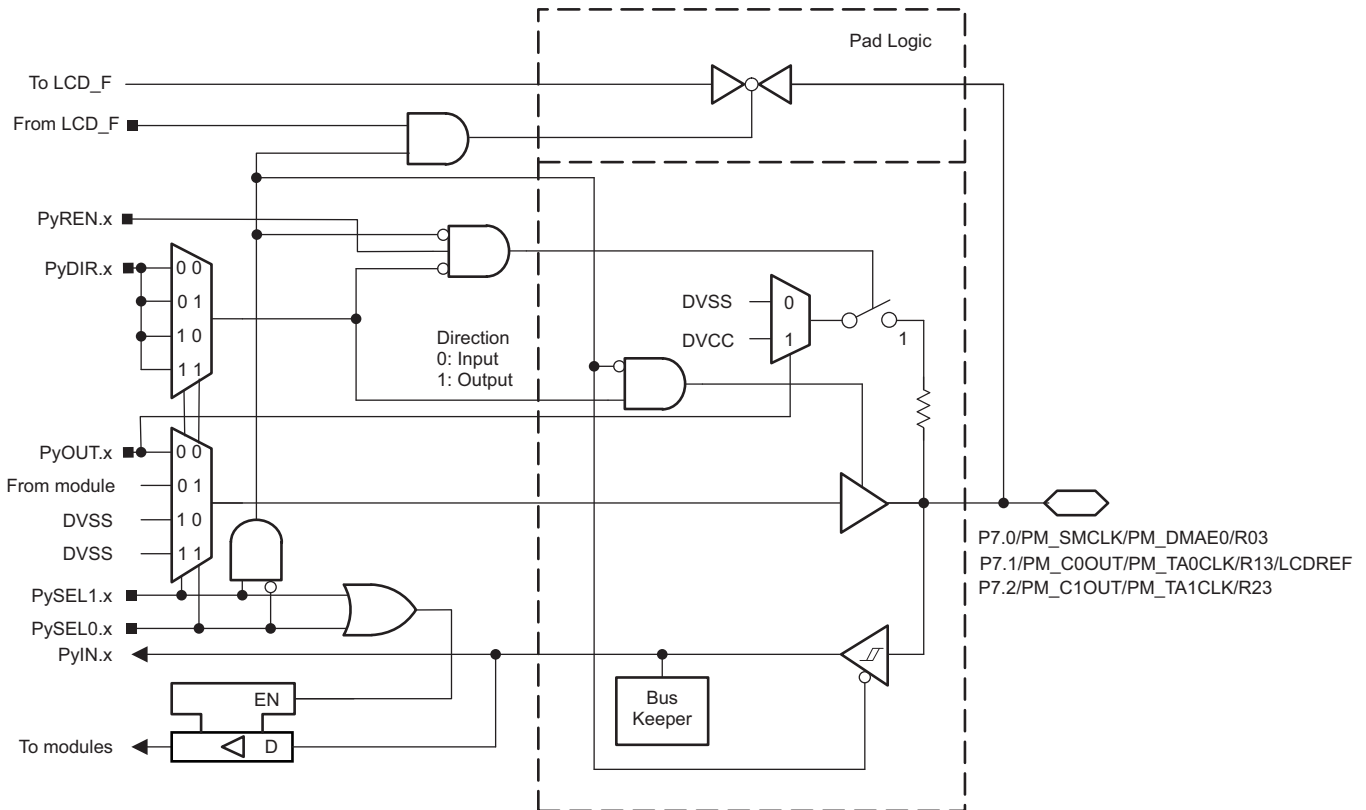 Pad Logic
To LCD_F
From LCD_F
PyREN.x
PyDIR.x
0 0
0 1
1 0
1 1
Direction
0: Input
1: Output
DVSS
DVCC
0
1
1
PyOUT.x
From module
DVSS
DVSS
0 0
0 1
1 0
1 1
P7.0/PM_SMCLK/PM_DMAE0/R03
P7.1/PM_C0OUT/PM_TA0CLK/R13/LCDREF
P7.2/PM_C1OUT/PM_TA1CLK/R23
PySEL1.x
PySEL0.x
PyIN.x
Bus
Keeper
EN
To modules
D